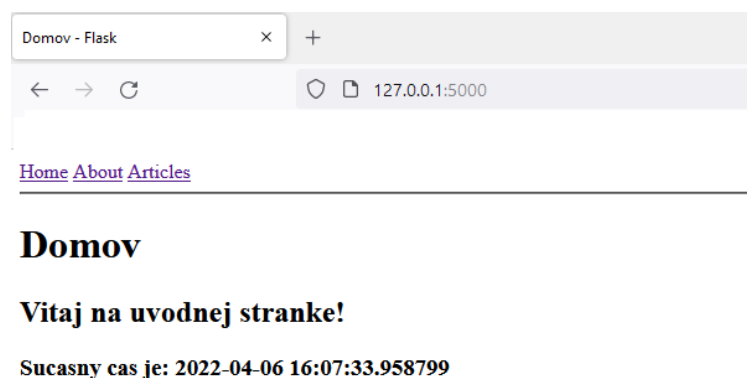 Domov - Flask
127.0.0.1:5000
Home About Articles
Domov
Vitaj na uvodnej stranke!
Sucasny cas je: 2022-04-06 16:07:33.958799